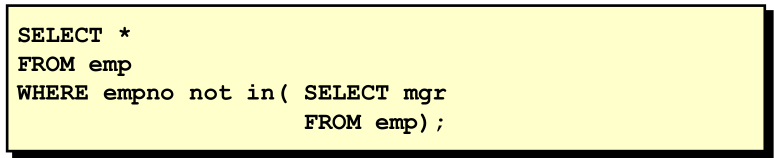 SELECT *
FROM emp
WHERE empno not in( SELECT mgr
FROM emp);